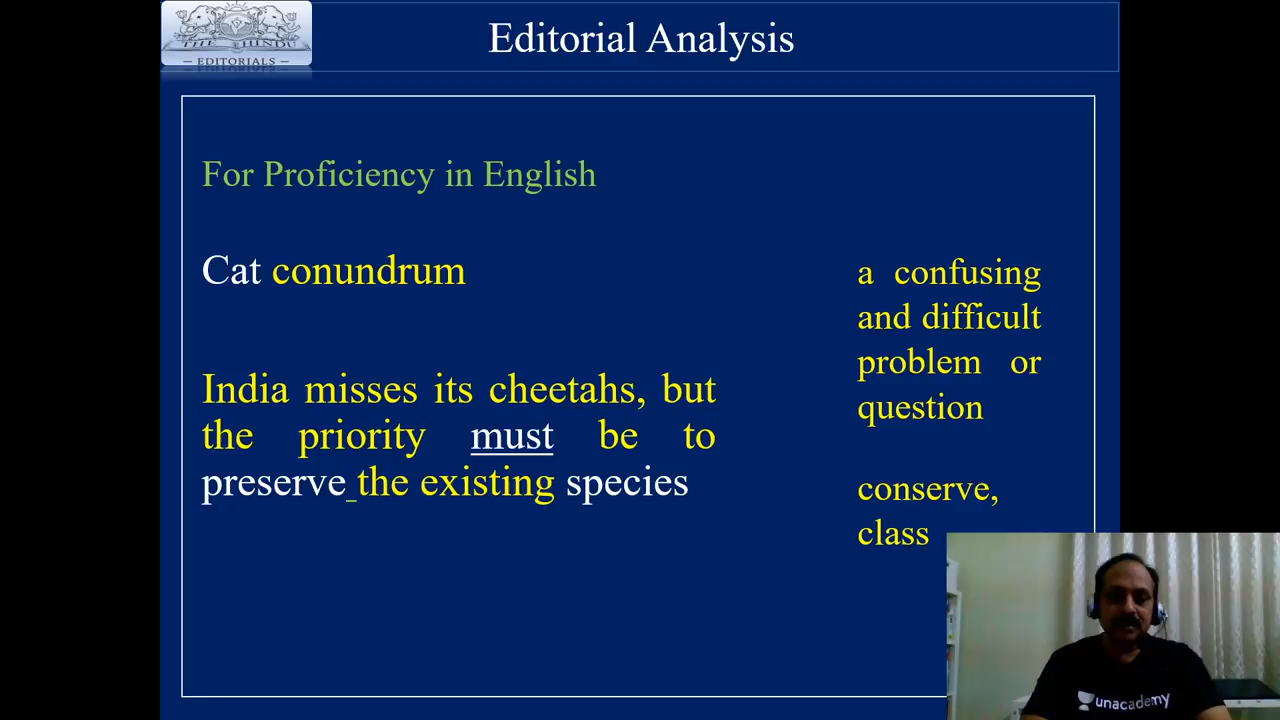 THE HINDU
— EDITORIALS —
Editorial Analysis
For Proficiency in English
Cat conundrum
India misses its cheetahs, but
the priority must be to
preserve the existing species
a confusing
and difficult
problem or
question
conserve,
class
unacademy